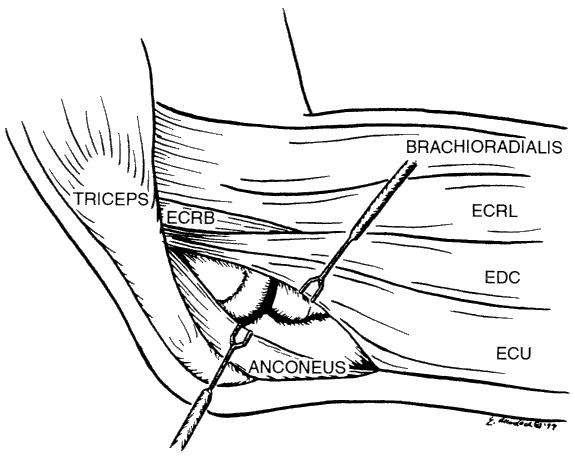 BRACHIORADIALIS
TRICEPS
ECRB
ECRL
EDC
ECU
ANCONEUS